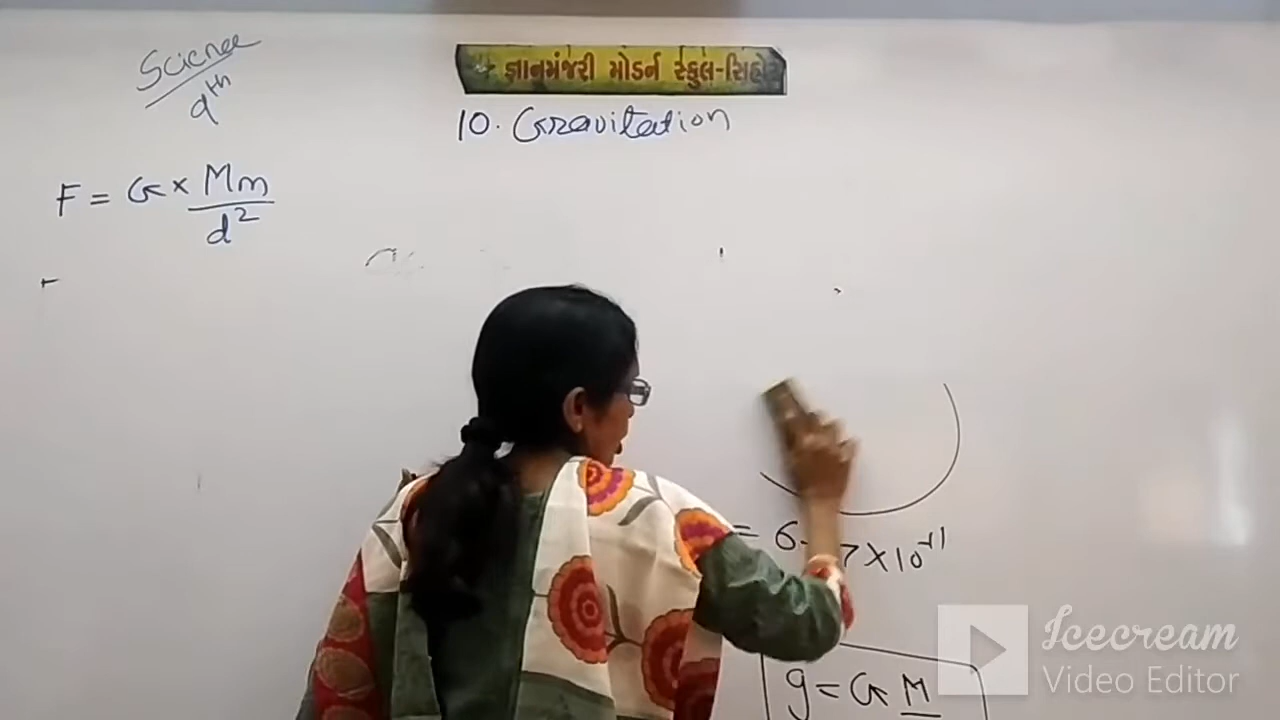 Science
9th
જ્ઞાનમંજરી મોડર્ન સ્કુલ-સિહોર
10. Gravitation
F = G × Mm
d²
= 6. 7 × 10⁻¹¹
g = G M
Icecream
Video Editor